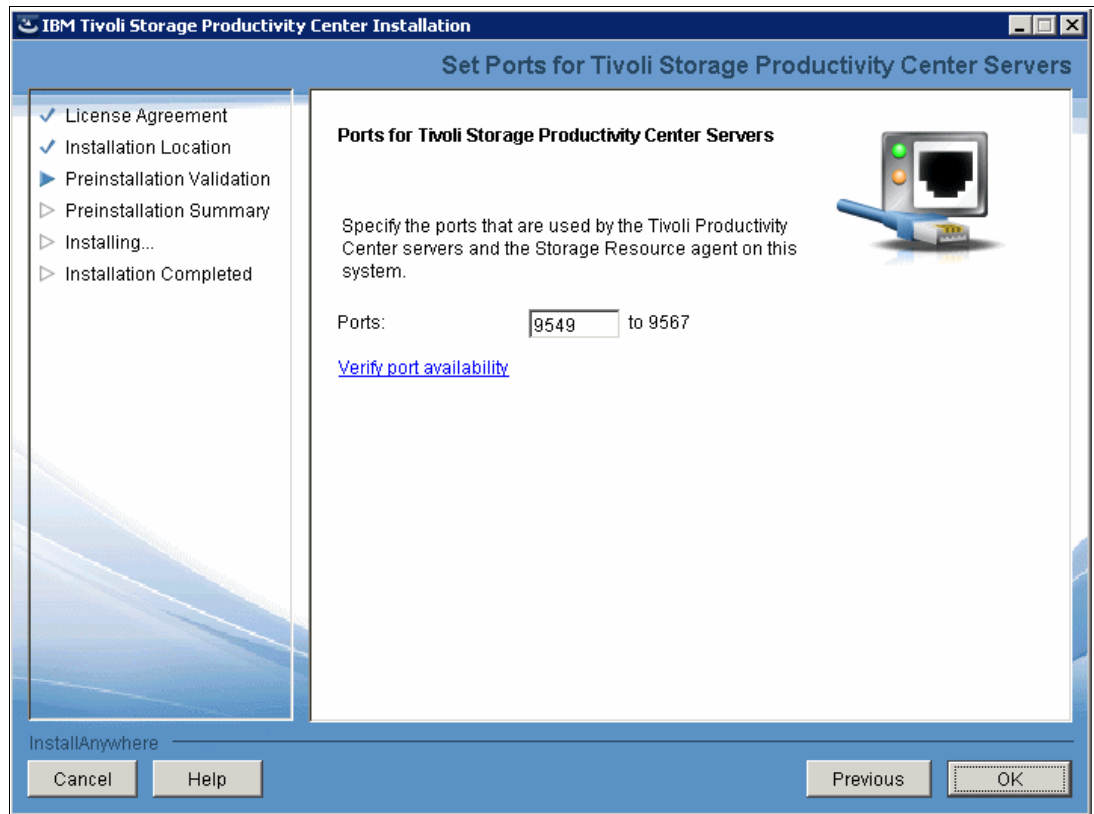 IBM Tivoli Storage Productivity Center Installation
Set Ports for Tivoli Storage Productivity Center Servers
License Agreement
Installation Location
Preinstallation Validation
Preinstallation Summary
Installing...
Installation Completed
Ports for Tivoli Storage Productivity Center Servers
Specify the ports that are used by the Tivoli Productivity
Center servers and the Storage Resource agent on this
system.
Ports: 9549 to 9567
Verify port availability
InstallAnywhere
Cancel Help Previous OK